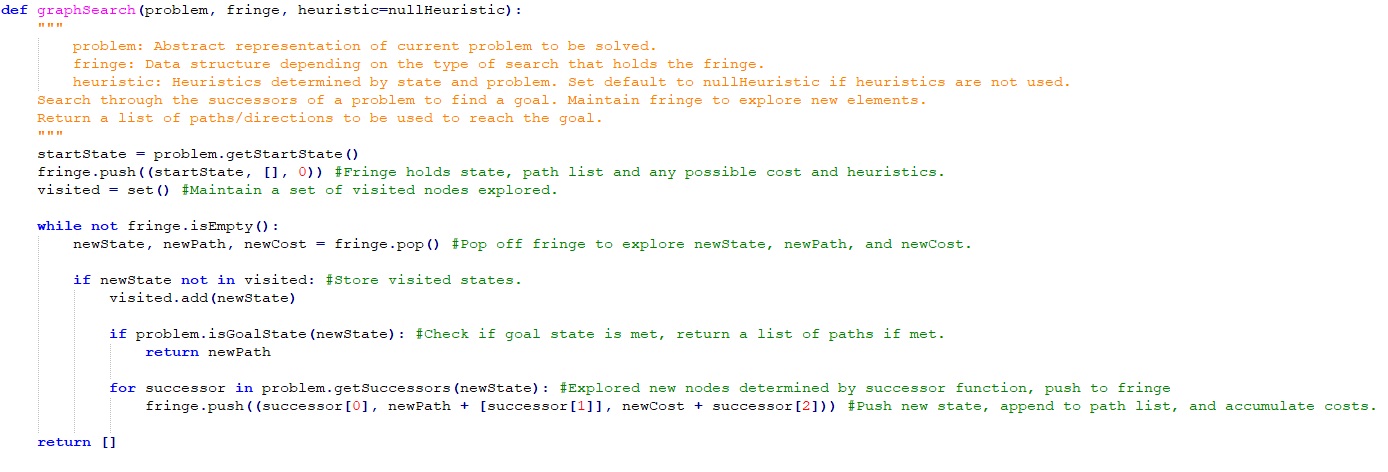 def graphSearch(problem, fringe, heuristic=nullHeuristic):
"""
problem: Abstract representation of current problem to be solved.
fringe: Data structure depending on the type of search that holds the fringe.
heuristic: Heuristics determined by state and problem. Set default to nullHeuristic if heuristics are not used.
Search through the successors of a problem to find a goal. Maintain fringe to explore new elements.
Return a list of paths/directions to be used to reach the goal.
"""
startState = problem.getStartState()
fringe.push((startState, [], 0)) #Fringe holds state, path list and any possible cost and heuristics.
visited = set() #Maintain a set of visited nodes explored.
while not fringe.isEmpty():
newState, newPath, newCost = fringe.pop() #Pop off fringe to explore newState, newPath, and newCost.
if newState not in visited: #Store visited states.
visited.add(newState)
if problem.isGoalState(newState): #Check if goal state is met, return a list of paths if met.
return newPath
for successor in problem.getSuccessors(newState): #Explored new nodes determined by successor function, push to fringe
fringe.push((successor[0], newPath + [successor[1]], newCost + successor[2])) #Push new state, append to path list, and accumulate costs.
return []